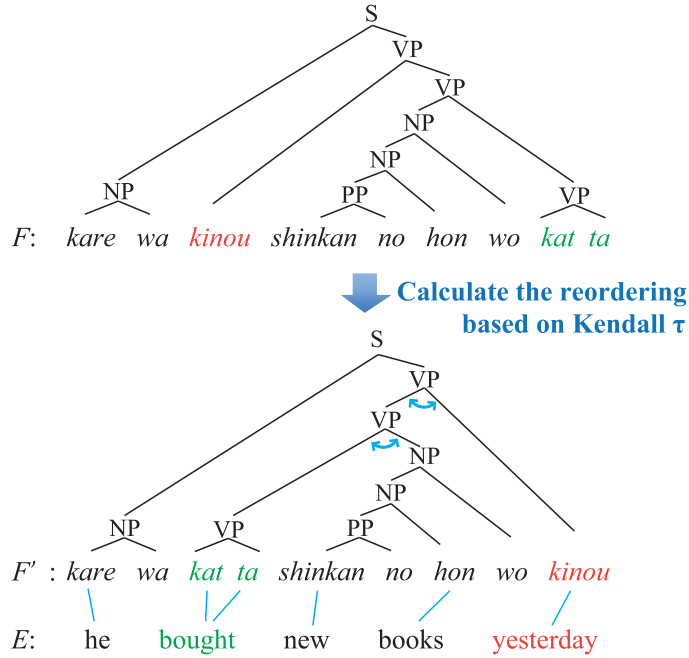 S
VP
VP
NP
NP
NP PP VP
F: kare wa kinou shinkan no hon wo kat ta
Calculate the reordering
based on Kendall τ
S
VP
VP
NP
NP
NP VP PP
F′ : kare wa kat ta shinkan no hon wo kinou
E: he bought new books yesterday